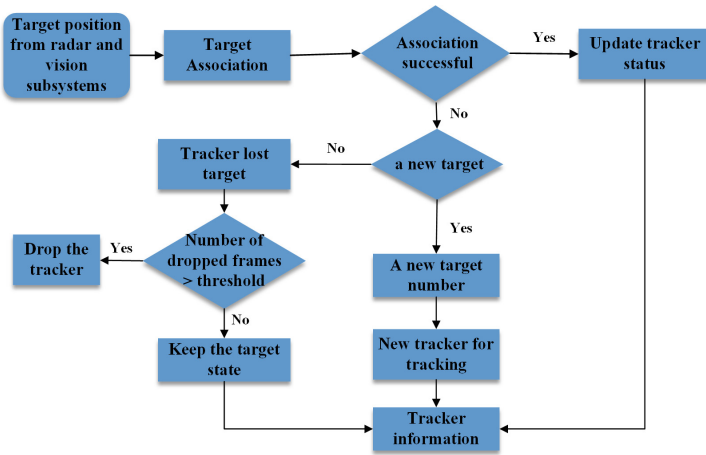 Target position
from radar and
vision
subsystems
Target
Association
Association
successful
Yes
Update tracker
status
No
Tracker lost
target
No
a new target
Yes
Drop the
tracker
Yes
Number of
dropped frames
> threshold
A new target
number
No
Keep the target
state
New tracker for
tracking
Tracker
information